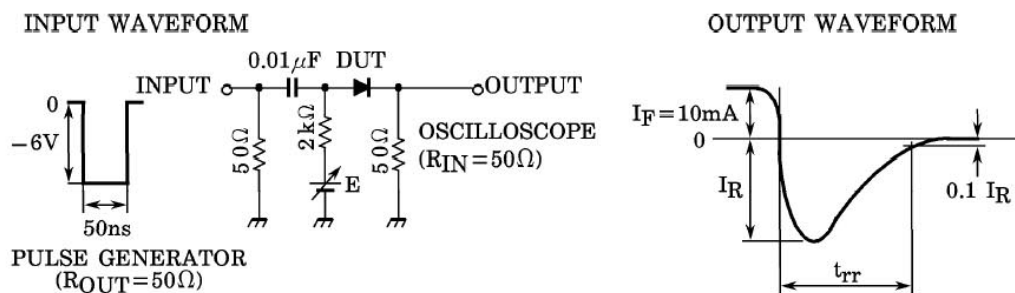 INPUT WAVEFORM
0
−6V
50ns
PULSE GENERATOR
(ROUT=50Ω)
0.01μF DUT
INPUT
OUTPUT
50Ω
2kΩ
E
50Ω
OSCILLOSCOPE
(RIN=50Ω)
OUTPUT WAVEFORM
IF=10mA
0
IR
0.1 IR
trr